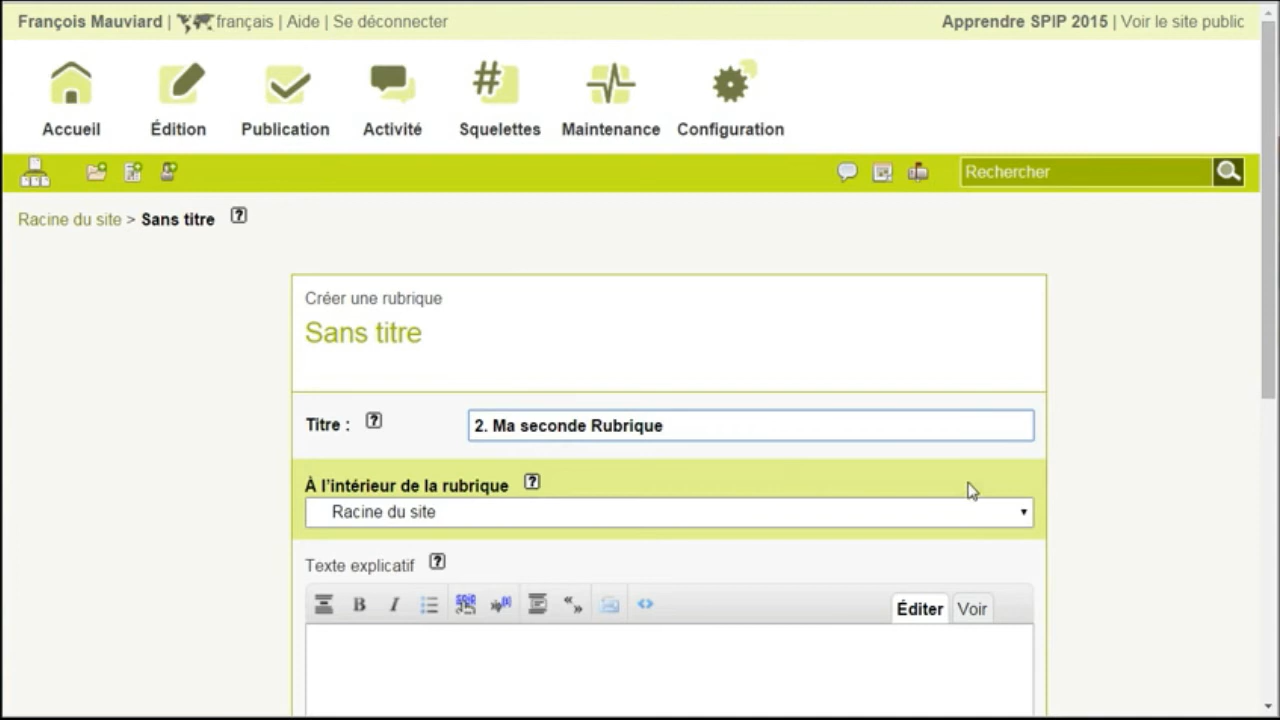 François Mauviard | français | Aide | Se déconnecter
Apprendre SPIP 2015 | Voir le site public
Accueil
Édition
Publication
Activité
Squelettes
Maintenance
Configuration
Rechercher
Racine du site > Sans titre ?
Créer une rubrique
Sans titre
Titre : ?
2. Ma seconde Rubrique
À l’intérieur de la rubrique ?
Racine du site
Texte explicatif ?
B I « »
Éditer Voir